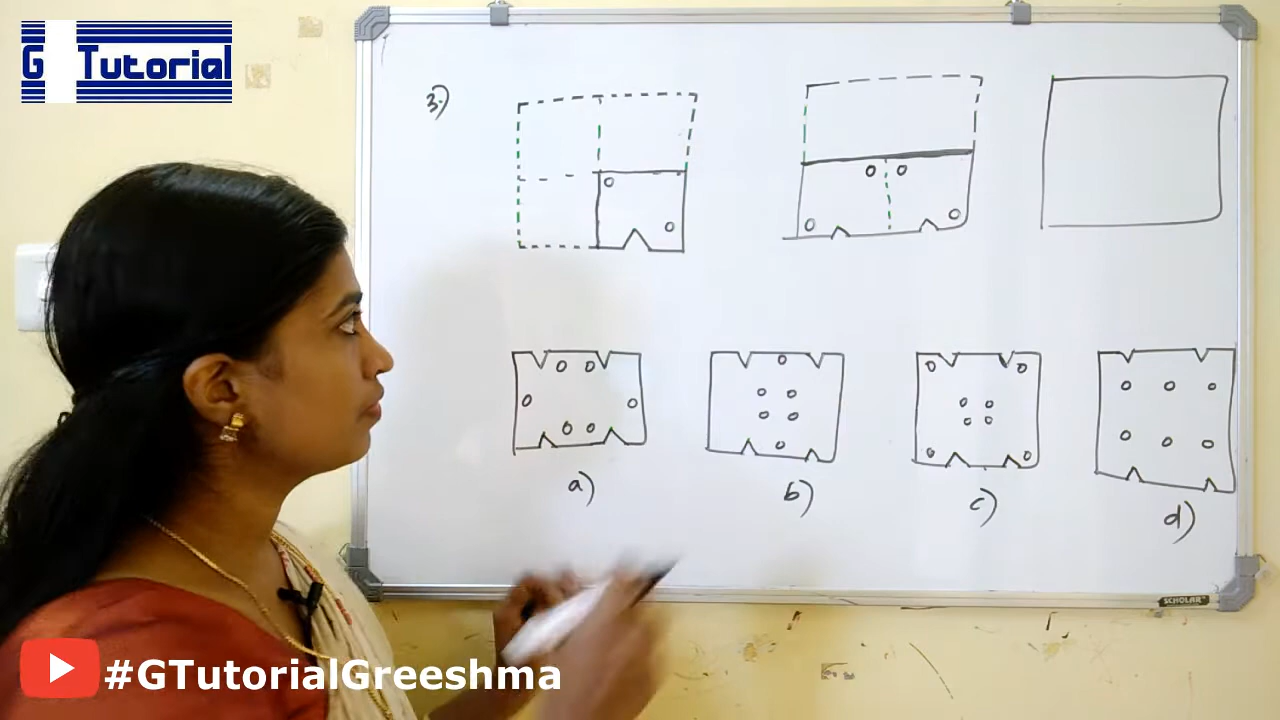 G Tutorial
3.)
a)
b)
c)
d)
SCHOLAR
#GTutorialGreeshma